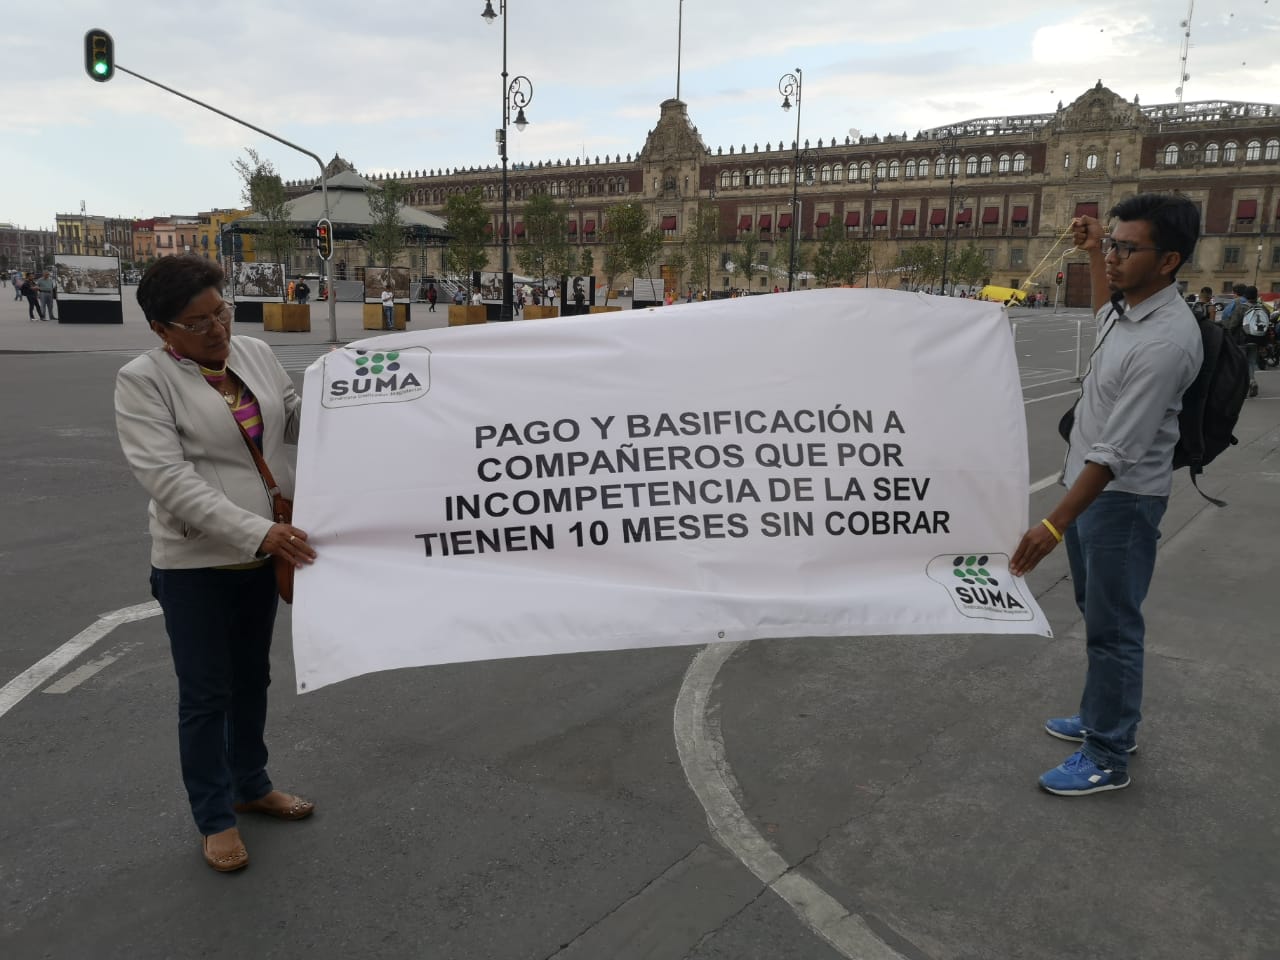 SUMA
PAGO Y BASIFICACIÓN A
COMPAÑEROS QUE POR
INCOMPETENCIA DE LA SEV
TIENEN 10 MESES SIN COBRAR
SUMA